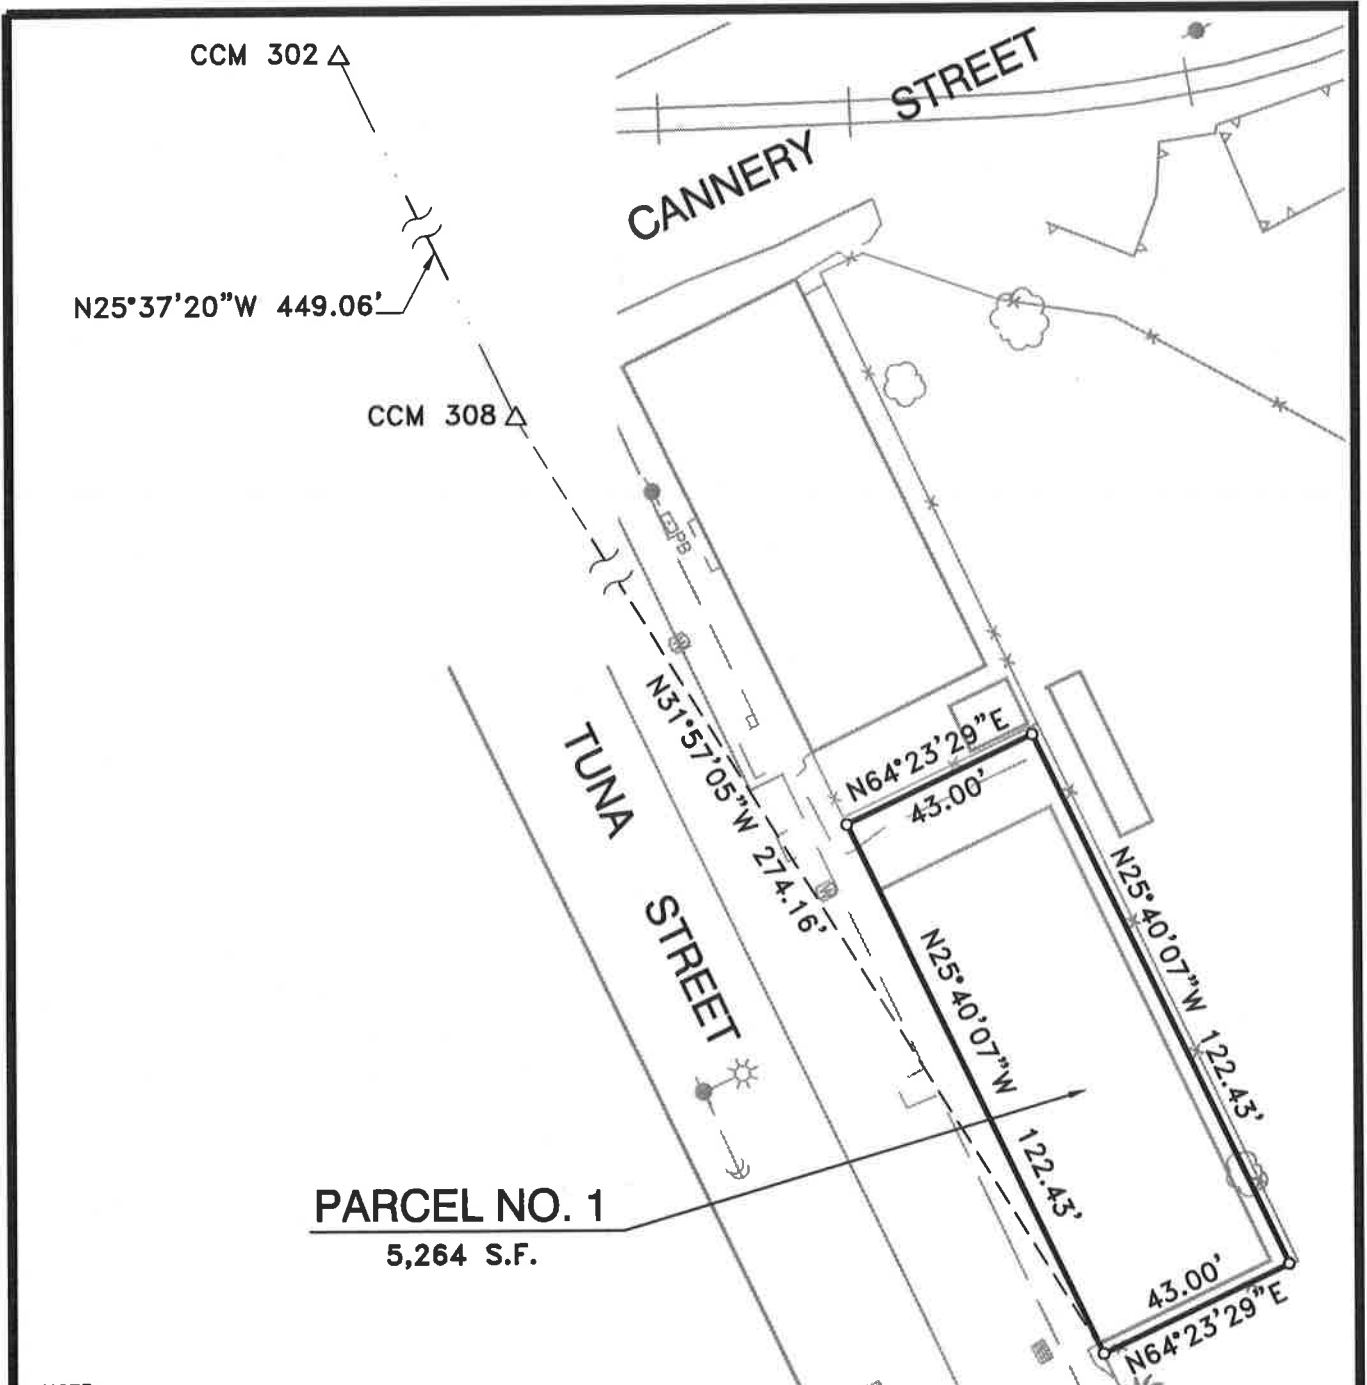 CCM 302
CANNERY STREET
N25°37'20"W 449.06'
CCM 308
PB
N31°57'05"W 274.16'
TUNA STREET
N64°23'29"E
43.00'
N25°40'07"W 122.43'
N25°40'07"W 122.43'
PARCEL NO. 1
5,264 S.F.
43.00'
N64°23'29"E